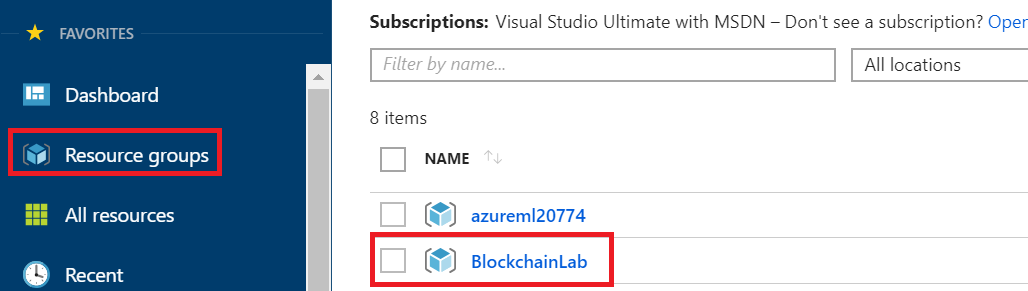 FAVORITES
Dashboard
Resource groups
All resources
Recent
Subscriptions: Visual Studio Ultimate with MSDN – Don't see a subscription? Open
Filter by name...
All locations
8 items
NAME
azureml20774
BlockchainLab